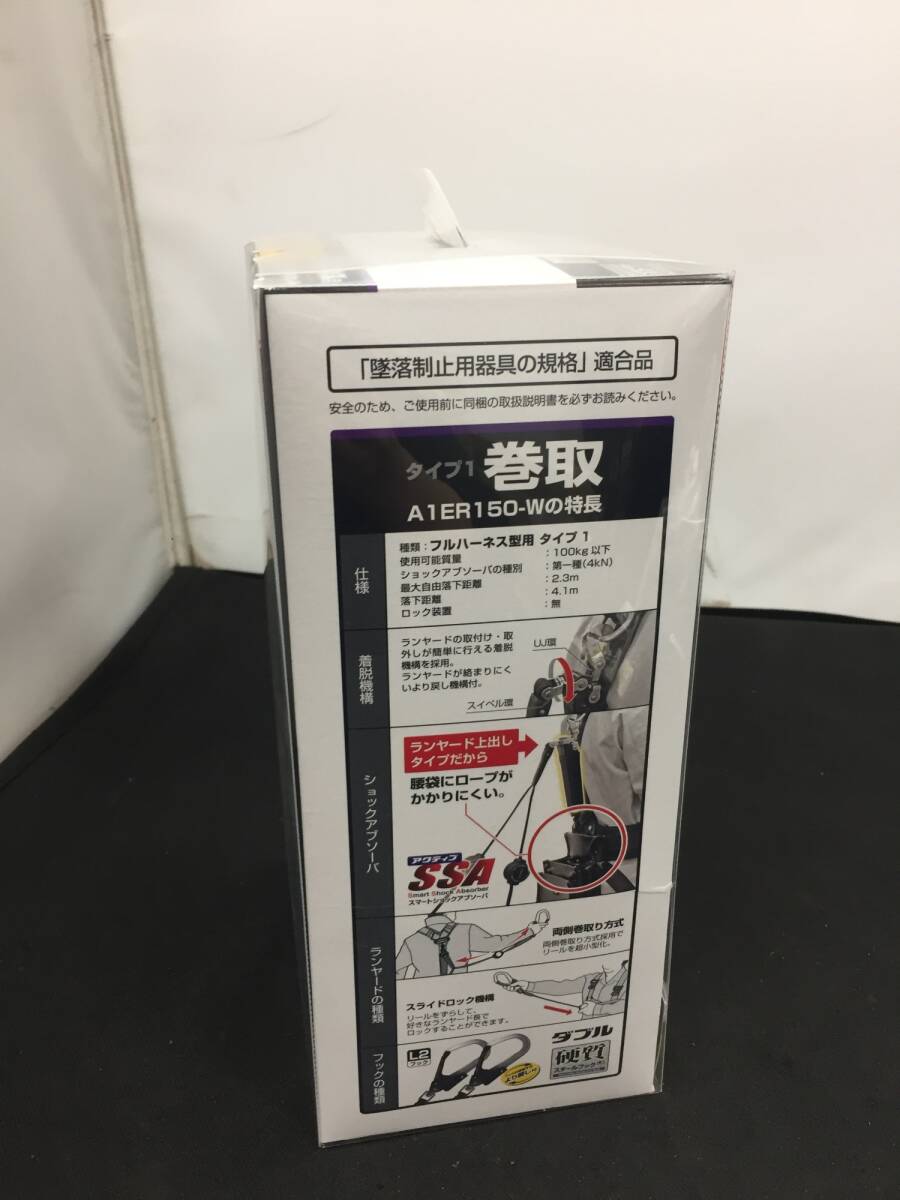 「墜落制止用器具の規格」適合品
安全のため、ご使用前に同梱の取扱説明書を必ずお読みください。
タイプ1 巻取
A1ER150-Wの特長
仕様
種類：フルハーネス型用 タイプ 1
使用可能質量 ：100kg 以下
ショックアブソーバの種別 ：第一種(4kN)
最大自由落下距離 ：2.3m
落下距離 ：4.1m
ロック装置 ：無
着脱機構
ランヤードの取付け・取
外しが簡単に行える着脱
機構を採用。
ランヤードが絡まりにく
いより戻し機構付。
UJ環
スイベル環
ショックアブソーバ
ランヤード上出し
タイプだから
腰袋にロープが
かかりにくい。
アクティブ
SSA
Smart Shock Absorber
スマートショックアブソーバ
ランヤードの種類
両側巻取り方式
両側巻取り方式採用で
リールを超小型化。
スライドロック機構
リールをずらして、
好きなランヤード長で
ロックすることができます。
フックの種類
L2
フック
より戻し付
ダブル
硬質
スチールフック